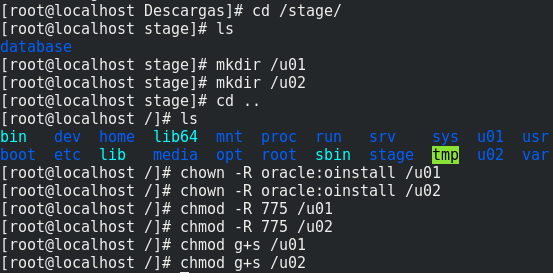 [root@localhost Descargas]# cd /stage/
[root@localhost stage]# ls
database
[root@localhost stage]# mkdir /u01
[root@localhost stage]# mkdir /u02
[root@localhost stage]# cd ..
[root@localhost /]# ls
bin dev home lib64 mnt proc run srv sys u01 usr
boot etc lib media opt root sbin stage tmp u02 var
[root@localhost /]# chown -R oracle:oinstall /u01
[root@localhost /]# chown -R oracle:oinstall /u02
[root@localhost /]# chmod -R 775 /u01
[root@localhost /]# chmod -R 775 /u02
[root@localhost /]# chmod g+s /u01
[root@localhost /]# chmod g+s /u02